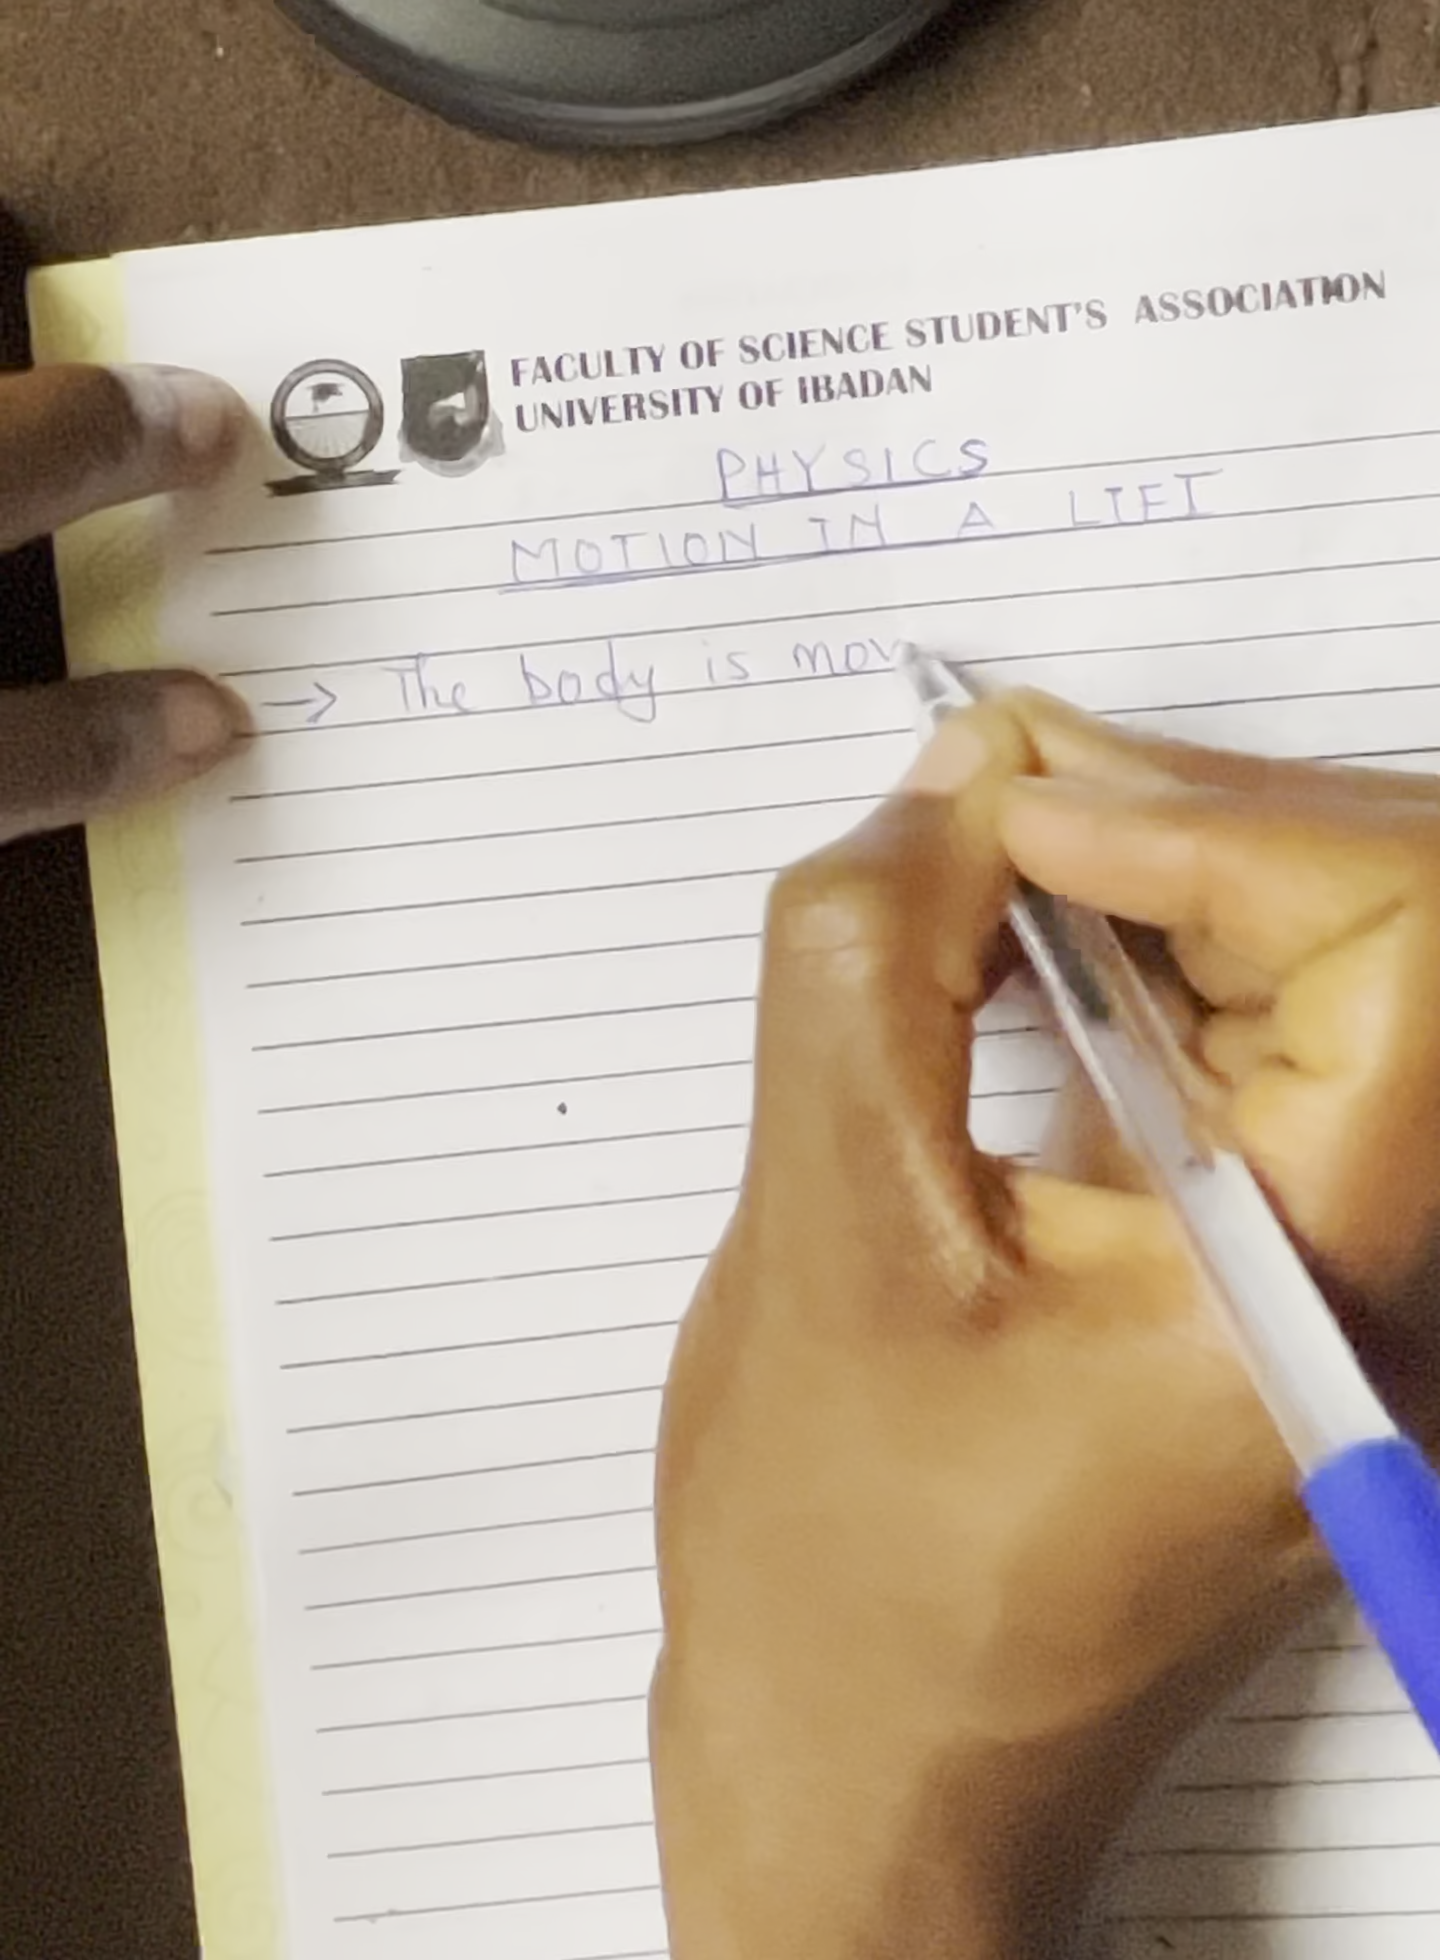 FACULTY OF SCIENCE STUDENT'S ASSOCIATION
UNIVERSITY OF IBADAN
PHYSICS
MOTION IN A LIFT
→ The body is mov